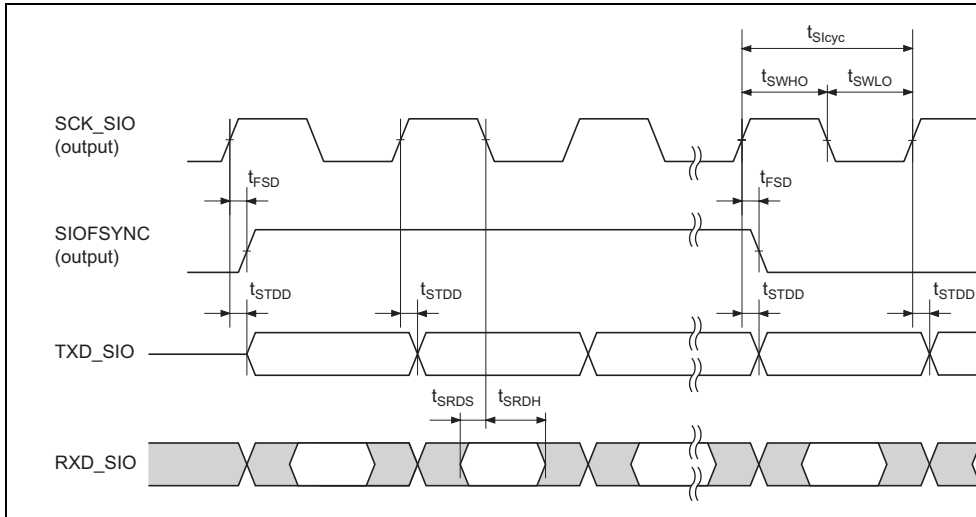 tSIcyc
tSWHO tSWLO
SCK_SIO
(output)
tFSD tFSD
SIOFSYNC
(output)
tSTDD tSTDD tSTDD tSTDD
TXD_SIO
tSRDS tSRDH
RXD_SIO